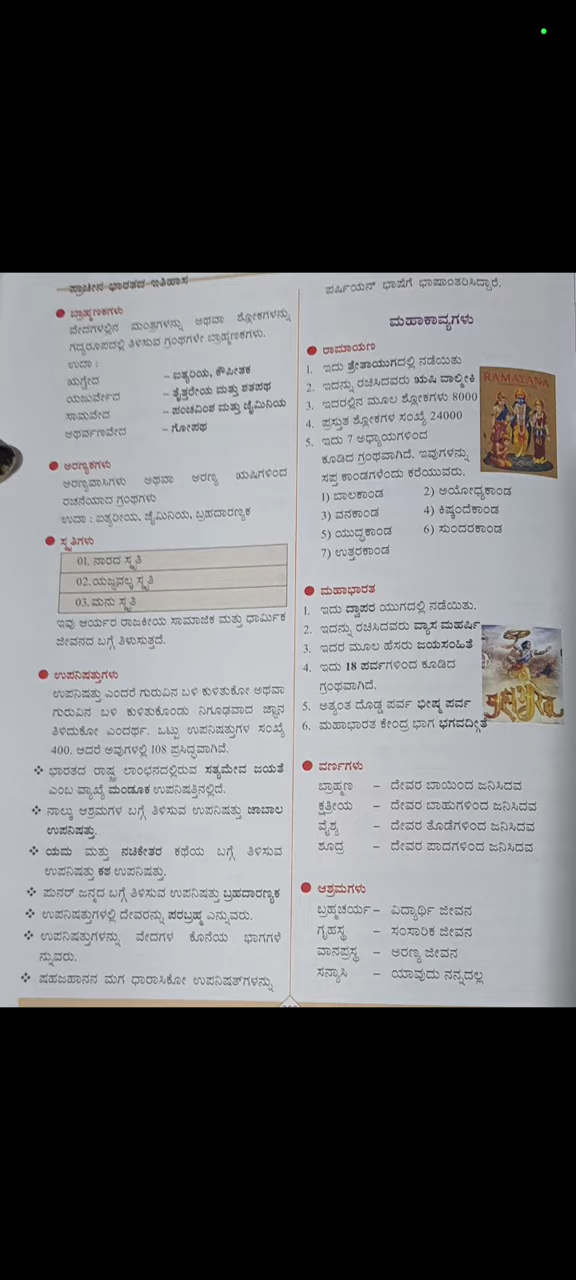 ಪ್ರಾಚೀನ ಭಾರತದ ಇತಿಹಾಸ
ಬ್ರಾಹ್ಮಣಕಗಳು
ವೇದಗಳಲ್ಲಿನ ಮಂತ್ರಗಳನ್ನು ಅಥವಾ ಶ್ಲೋಕಗಳನ್ನು
ಗದ್ಯರೂಪದಲ್ಲಿ ತಿಳಿಸುವ ಗ್ರಂಥಗಳೇ ಬ್ರಾಹ್ಮಣಕಗಳು.
ಉದಾ :
ಋಗ್ವೇದ – ಐತ್ತರಿಯ, ಕೌಪೀತಕ
ಯಜುರ್ವೇದ – ತೈತ್ತರೇಯ ಮತ್ತು ಶತಪಥ
ಸಾಮವೇದ – ಪಂಚವಿಂಶ ಮತ್ತು ಜೈಮಿನಿಯ
ಅಥರ್ವಣವೇದ – ಗೋಪಥ
ಅರಣ್ಯಕಗಳು
ಅರಣ್ಯವಾಸಿಗಳು ಅಥವಾ ಅರಣ್ಯ ಋಷಿಗಳಿಂದ
ರಚನೆಯಾದ ಗ್ರಂಥಗಳು
ಉದಾ : ಐತ್ತರೀಯ, ಜೈಮಿನಿಯ, ಬ್ರಹದಾರಣ್ಯಕ
ಸ್ಮೃತಿಗಳು
01. ನಾರದ ಸ್ಮೃತಿ
02. ಯಜ್ಞವಲ್ಕ ಸ್ಮೃತಿ
03. ಮನು ಸ್ಮೃತಿ
ಇವು ಆರ್ಯರ ರಾಜಕೀಯ ಸಾಮಾಜಿಕ ಮತ್ತು ಧಾರ್ಮಿಕ
ಜೀವನದ ಬಗ್ಗೆ ತಿಳುಸುತ್ತದೆ.
ಉಪನಿಷತ್ತುಗಳು
ಉಪನಿಷತ್ತು ಎಂದರೆ ಗುರುವಿನ ಬಳಿ ಕುಳಿತುಕೋ ಅಥವಾ
ಗುರುವಿನ ಬಳಿ ಕುಳಿತುಕೊಂಡು ನಿಗೂಢವಾದ ಜ್ಞಾನ
ತಿಳಿದುಕೋ ಎಂದರ್ಥ. ಒಟ್ಟು ಉಪನಿಷತ್ತುಗಳ ಸಂಖ್ಯೆ
400. ಆದರೆ ಅವುಗಳಲ್ಲಿ 108 ಪ್ರಸಿದ್ಧವಾಗಿವೆ.
❖ ಭಾರತದ ರಾಷ್ಟ್ರ ಲಾಂಛನದಲ್ಲಿರುವ ಸತ್ಯಮೇವ ಜಯತೆ
ಎಂಬ ವ್ಯಾಖ್ಯೆ ಮಂಡೂಕ ಉಪನಿಷತ್ತಿನಲ್ಲಿದೆ.
❖ ನಾಲ್ಕು ಆಶ್ರಮಗಳ ಬಗ್ಗೆ ತಿಳಿಸುವ ಉಪನಿಷತ್ತು ಜಾಬಾಲ
ಉಪನಿಷತ್ತು.
❖ ಯಮ ಮತ್ತು ನಚಿಕೇತರ ಕಥೆಯ ಬಗ್ಗೆ ತಿಳಿಸುವ
ಉಪನಿಷತ್ತು ಕಠ ಉಪನಿಷತ್ತು.
❖ ಪುನರ್ ಜನ್ಮದ ಬಗ್ಗೆ ತಿಳಿಸುವ ಉಪನಿಷತ್ತು ಬ್ರಹದಾರಣ್ಯಕ
❖ ಉಪನಿಷತ್ತುಗಳಲ್ಲಿ ದೇವರನ್ನು ಪರಬ್ರಹ್ಮ ಎನ್ನುವರು.
❖ ಉಪನಿಷತ್ತುಗಳನ್ನು ವೇದಗಳ ಕೊನೆಯ ಭಾಗಗಳೆ
ನ್ನುವರು.
❖ ಷಹಜಹಾನನ ಮಗ ಧಾರಾಸಿಕೋ ಉಪನಿಷತ್‌ಗಳನ್ನು
ಪರ್ಷಿಯನ್ ಭಾಷೆಗೆ ಭಾಷಾಂತರಿಸಿದ್ದಾರೆ.
ಮಹಾಕಾವ್ಯಗಳು
ರಾಮಾಯಣ
1. ಇದು ತ್ರೇತಾಯುಗದಲ್ಲಿ ನಡೆಯಿತು
2. ಇದನ್ನು ರಚಿಸಿದವರು ಋಷಿ ವಾಲ್ಮೀಕಿ
3. ಇದರಲ್ಲಿನ ಮೂಲ ಶ್ಲೋಕಗಳು 8000
4. ಪ್ರಸ್ತುತ ಶ್ಲೋಕಗಳ ಸಂಖ್ಯೆ 24000
5. ಇದು 7 ಅಧ್ಯಾಯಗಳಿಂದ
ಕೂಡಿದ ಗ್ರಂಥವಾಗಿದೆ. ಇವುಗಳನ್ನು
ಸಪ್ತ ಕಾಂಡಗಳೆಂದು ಕರೆಯುವರು.
1) ಬಾಲಕಾಂಡ 2) ಅಯೋಧ್ಯಕಾಂಡ
3) ವನಕಾಂಡ 4) ಕಿಷ್ಕಂದೆಕಾಂಡ
5) ಯುದ್ಧಕಾಂಡ 6) ಸುಂದರಕಾಂಡ
7) ಉತ್ತರಕಾಂಡ
RAMAYANA
ಮಹಾಭಾರತ
1. ಇದು ದ್ವಾಪರ ಯುಗದಲ್ಲಿ ನಡೆಯಿತು.
2. ಇದನ್ನು ರಚಿಸಿದವರು ವ್ಯಾಸ ಮಹರ್ಷಿ
3. ಇದರ ಮೂಲ ಹೆಸರು ಜಯಸಂಹಿತೆ
4. ಇದು 18 ಪರ್ವಗಳಿಂದ ಕೂಡಿದ
ಗ್ರಂಥವಾಗಿದೆ.
5. ಅತ್ಯಂತ ದೊಡ್ಡ ಪರ್ವ ಭೀಷ್ಮ ಪರ್ವ
6. ಮಹಾಭಾರತ ಕೇಂದ್ರ ಭಾಗ ಭಗವದ್ಗೀತೆ
ವರ್ಣಗಳು
ಬ್ರಾಹ್ಮಣ – ದೇವರ ಬಾಯಿಂದ ಜನಿಸಿದವ
ಕ್ಷತ್ರೀಯ – ದೇವರ ಬಾಹುಗಳಿಂದ ಜನಿಸಿದವ
ವೈಶ್ಯ – ದೇವರ ತೊಡೆಗಳಿಂದ ಜನಿಸಿದವ
ಶೂದ್ರ – ದೇವರ ಪಾದಗಳಿಂದ ಜನಿಸಿದವ
ಆಶ್ರಮಗಳು
ಬ್ರಹ್ಮಚರ್ಯ – ವಿದ್ಯಾರ್ಥಿ ಜೀವನ
ಗೃಹಸ್ಥ – ಸಂಸಾರಿಕ ಜೀವನ
ವಾನಪ್ರಸ್ಥ – ಅರಣ್ಯ ಜೀವನ
ಸನ್ಯಾಸಿ – ಯಾವುದು ನನ್ನದಲ್ಲ